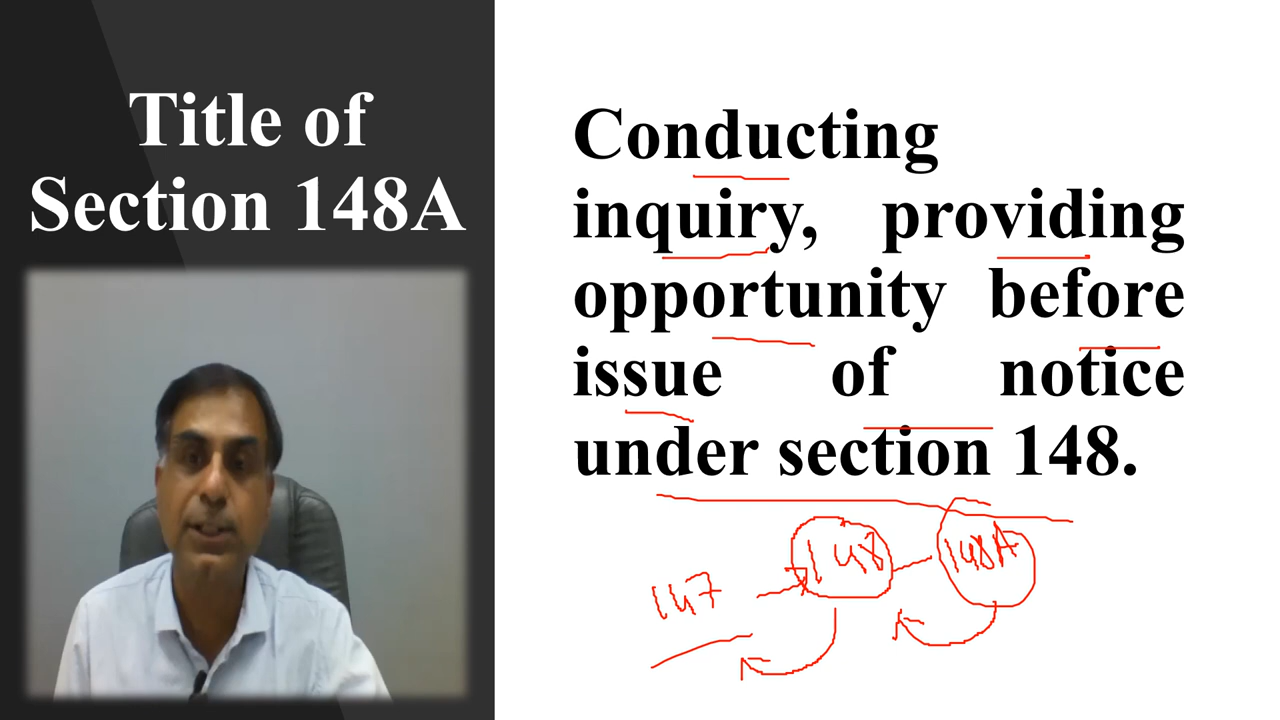 Title of
Section 148A
Conducting
inquiry, providing
opportunity before
issue of notice
under section 148.
147 148 148A